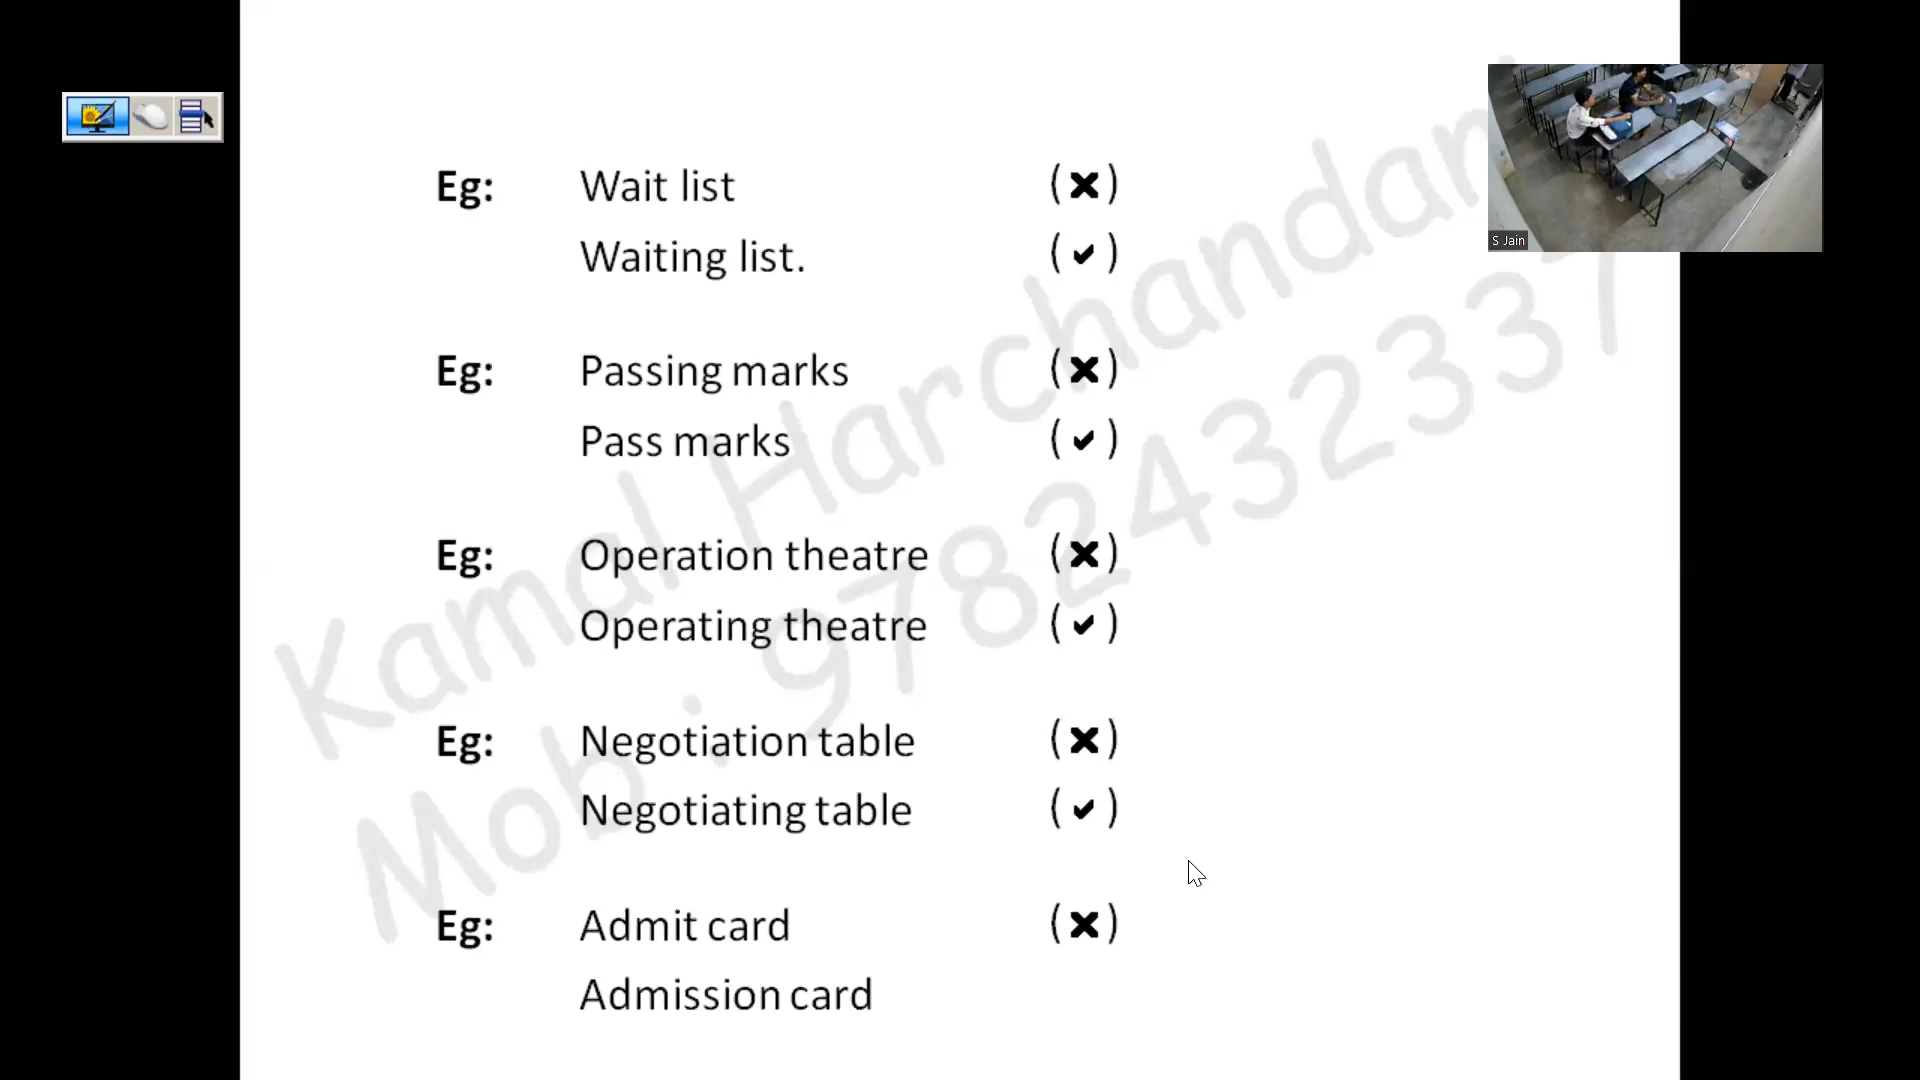 Eg: Wait list (✖)
Waiting list. (✔)
Eg: Passing marks (✖)
Pass marks (✔)
Eg: Operation theatre (✖)
Operating theatre (✔)
Eg: Negotiation table (✖)
Negotiating table (✔)
Eg: Admit card (✖)
Admission card
Kamal Harchandani
Mob : 9782432337
S Jain